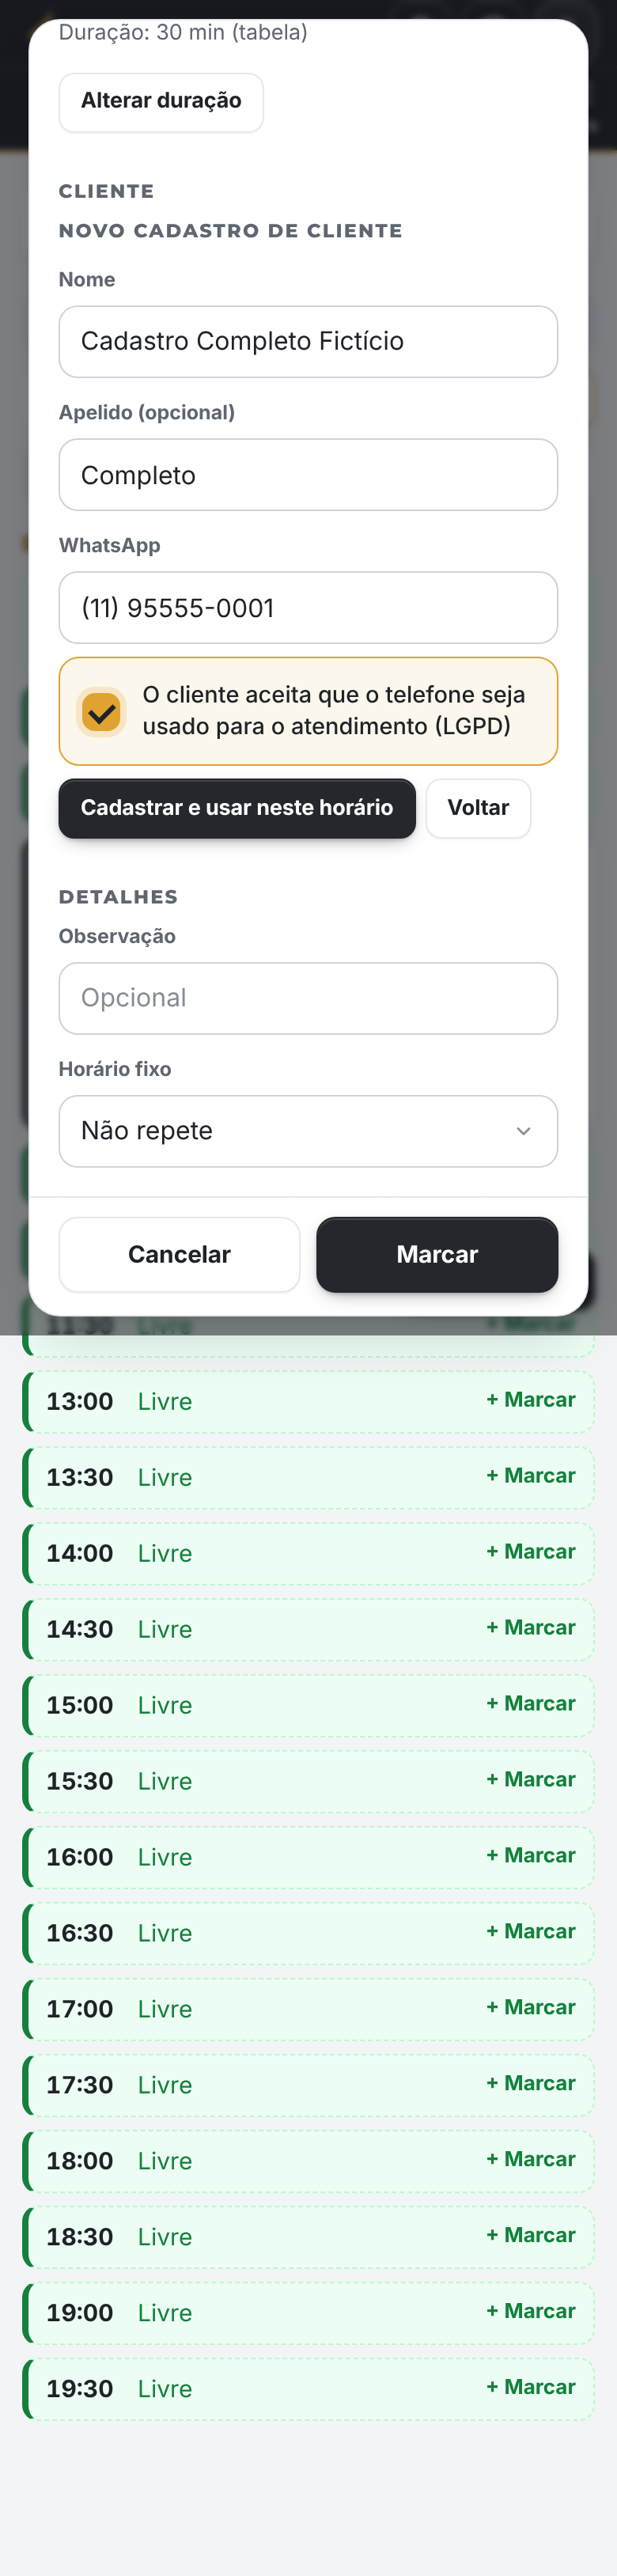 Duração: 30 min (tabela)
Alterar duração
CLIENTE
NOVO CADASTRO DE CLIENTE
Nome
Cadastro Completo Fictício
Apelido (opcional)
Completo
WhatsApp
(11) 95555-0001
O cliente aceita que o telefone seja
usado para o atendimento (LGPD)
Cadastrar e usar neste horário
Voltar
DETALHES
Observação
Opcional
Horário fixo
Não repete
Cancelar
Marcar
11:30 Livre + Marcar
13:00 Livre + Marcar
13:30 Livre + Marcar
14:00 Livre + Marcar
14:30 Livre + Marcar
15:00 Livre + Marcar
15:30 Livre + Marcar
16:00 Livre + Marcar
16:30 Livre + Marcar
17:00 Livre + Marcar
17:30 Livre + Marcar
18:00 Livre + Marcar
18:30 Livre + Marcar
19:00 Livre + Marcar
19:30 Livre + Marcar